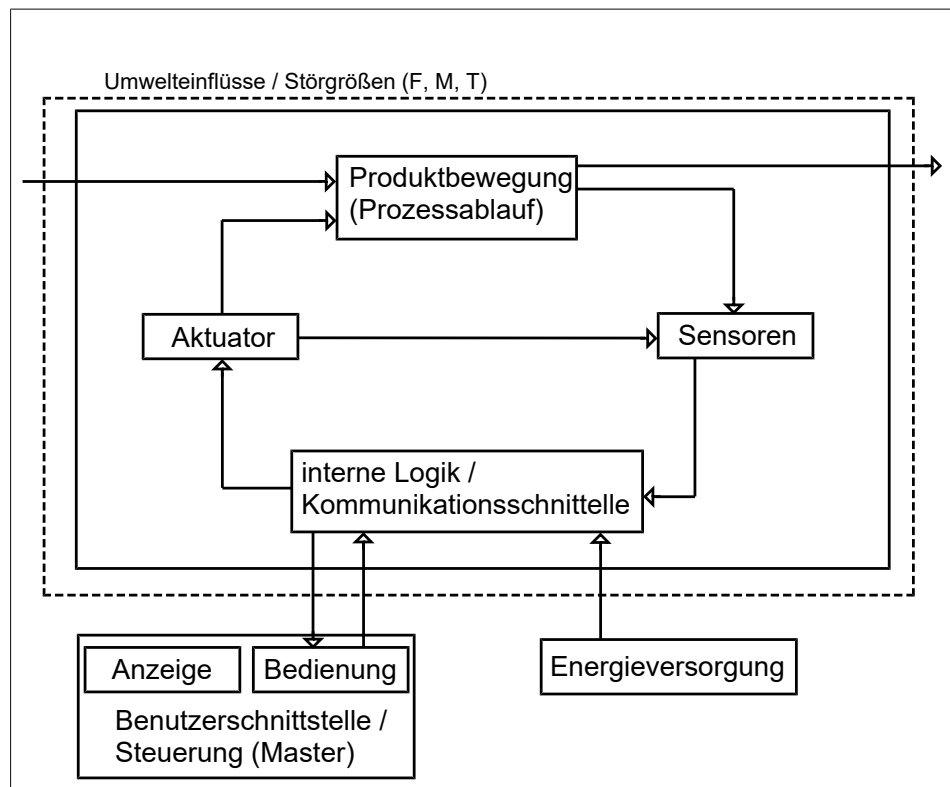 Umwelteinflüsse / Störgrößen (F, M, T)
Produktbewegung
(Prozessablauf)
Aktuator
Sensoren
interne Logik /
Kommunikationsschnittelle
Anzeige
Bedienung
Energieversorgung
Benutzerschnittstelle /
Steuerung (Master)